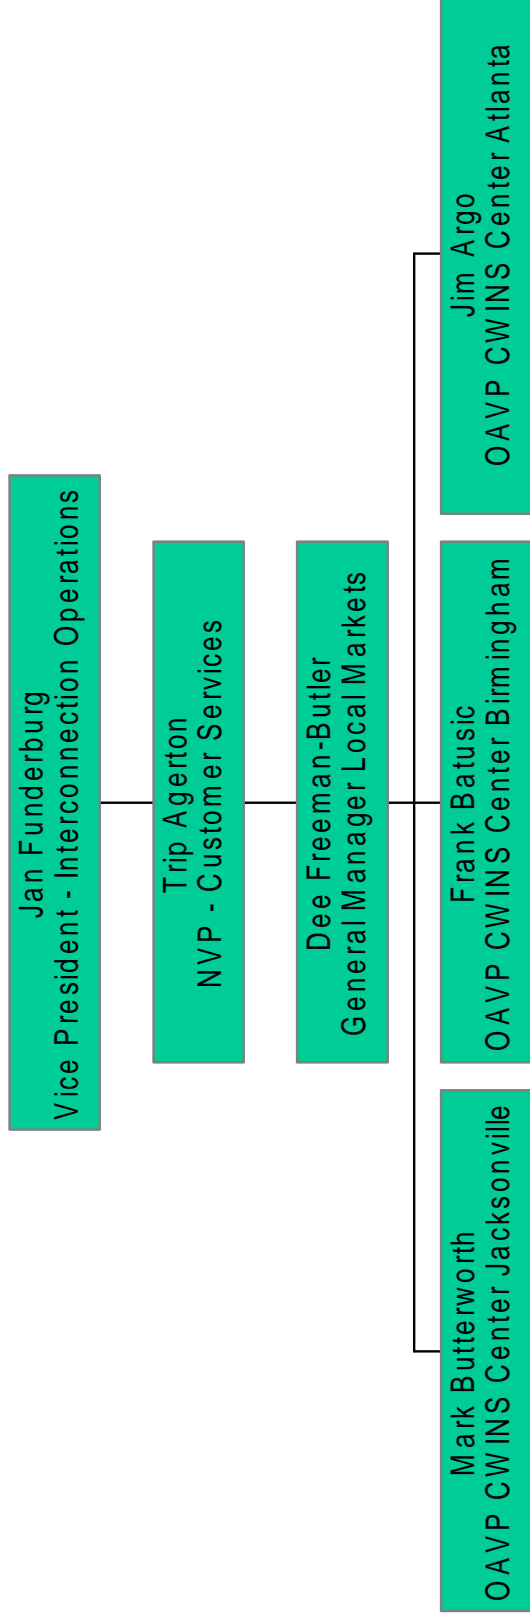 Jan Funderburg
Vice President - Interconnection Operations
Trip Agerton
NVP - Customer Services
Dee Freeman-Butler
General Manager Local Markets
Mark Butterworth
OAVP CWINS Center Jacksonville
Frank Batusic
OAVP CWINS Center Birmingham
Jim Argo
OAVP CWINS Center Atlanta